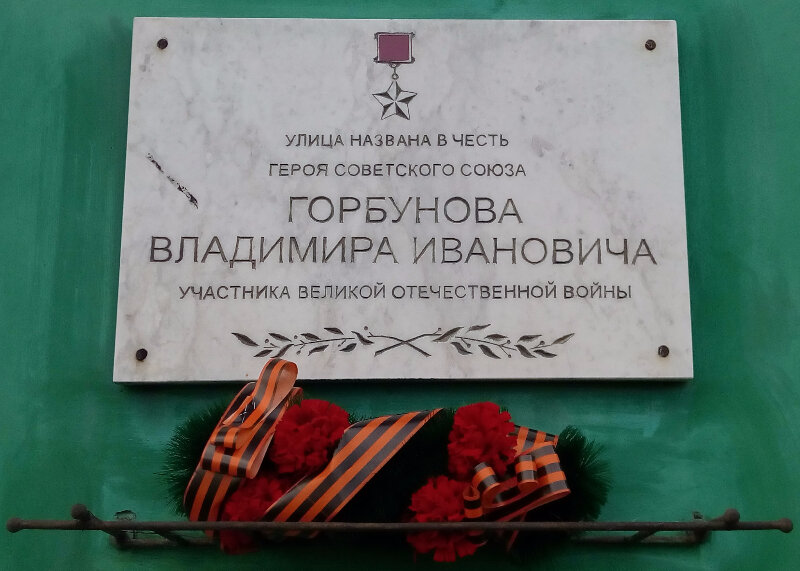 УЛИЦА НАЗВАНА В ЧЕСТЬ
ГЕРОЯ СОВЕТСКОГО СОЮЗА
ГОРБУНОВА
ВЛАДИМИРА ИВАНОВИЧА
УЧАСТНИКА ВЕЛИКОЙ ОТЕЧЕСТВЕННОЙ ВОЙНЫ